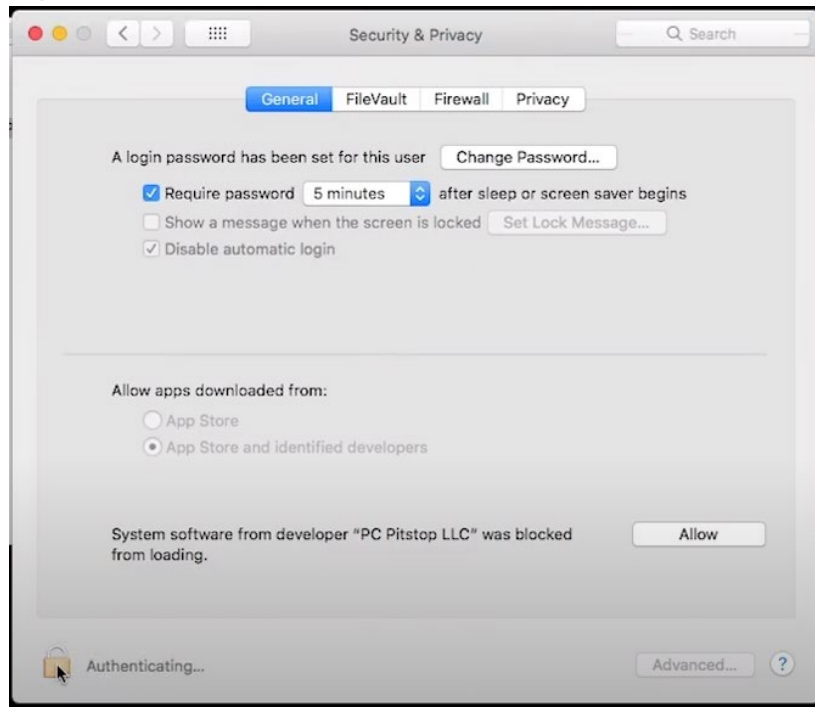 Security & Privacy
Search
General FileVault Firewall Privacy
A login password has been set for this user Change Password...
Require password 5 minutes after sleep or screen saver begins
Show a message when the screen is locked Set Lock Message...
Disable automatic login
Allow apps downloaded from:
App Store
App Store and identified developers
System software from developer “PC Pitstop LLC” was blocked Allow
from loading.
Authenticating... Advanced... ?